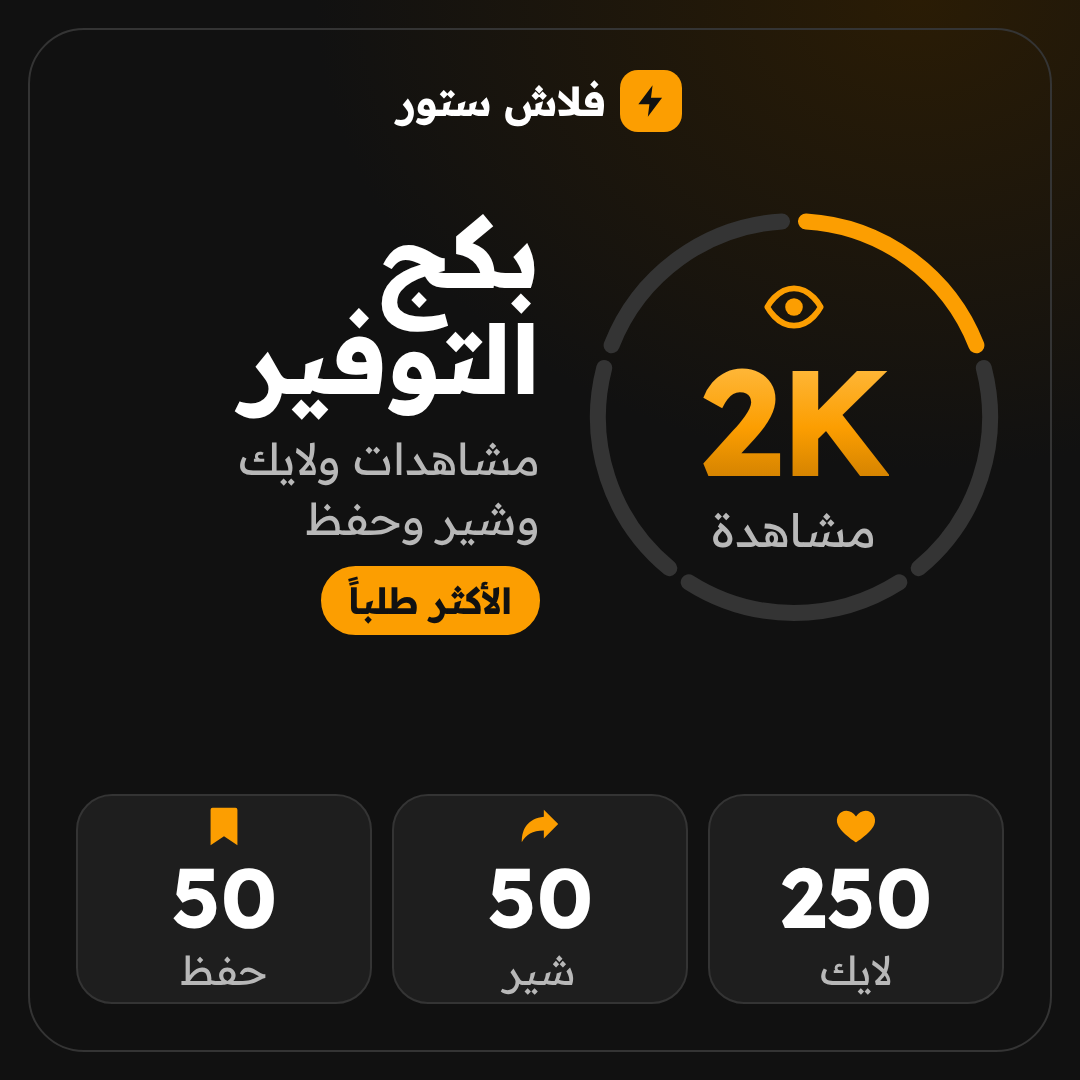 فلاش ستور
بكج
التوفير
مشاهدات ولايك
وشير وحفظ
الأكثر طلباً
2K
مشاهدة
250
لايك
50
شير
50
حفظ